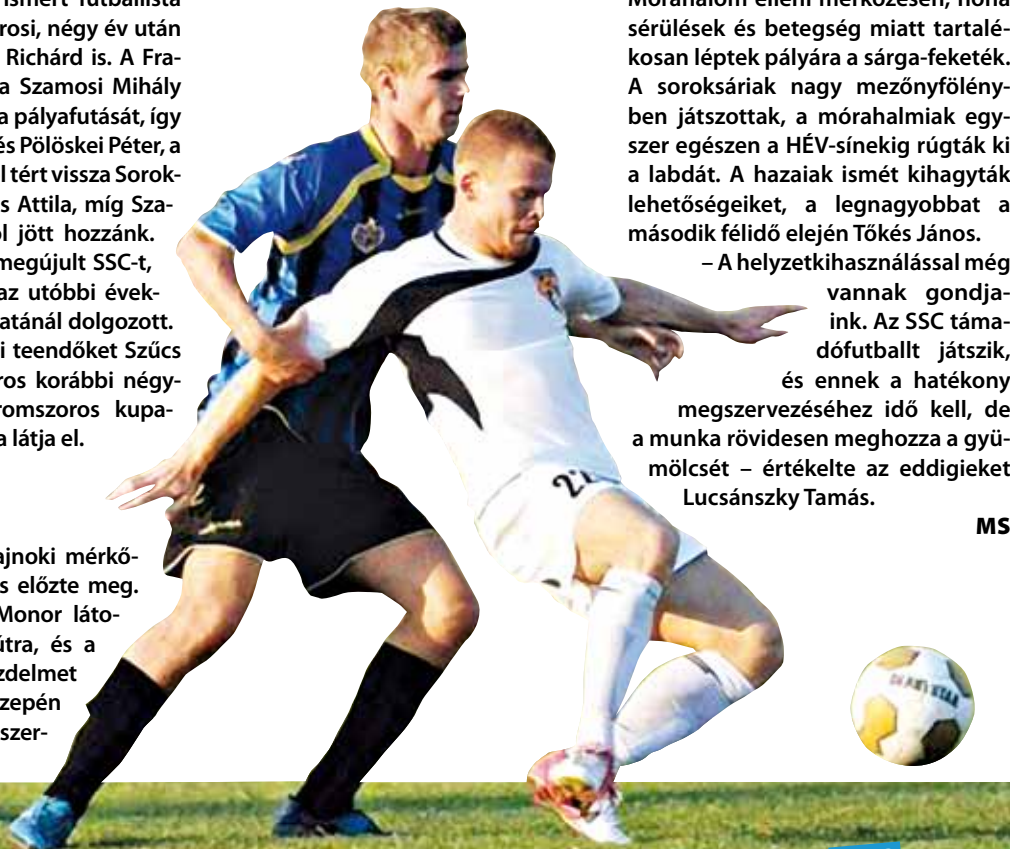 ismert futballista
rosi, négy év után
Richárd is. A Fra-
a Szamosi Mihály
a pályafutását, így
és Pölöskei Péter, a
l tért vissza Sorok-
s Attila, míg Sza-
ol jött hozzánk.
megújult SSC-t,
az utóbbi évek-
atánál dolgozott.
i teendőket Szűcs
ros korábbi négy-
romszoros kupa-
a látja el.
ajnoki mérkő-
s előzte meg.
Monor láto-
útra, és a
zdelmet
zepén
szer-
Mórahalom elleni mérkőzésen, noha
sérülések és betegség miatt tartalé-
kosan léptek pályára a sárga-feketék.
A soroksáriak nagy mezőnyfölény-
ben játszottak, a mórahalmiak egy-
szer egészen a HÉV-sínekig rúgták ki
a labdát. A hazaiak ismét kihagyták
lehetőségeiket, a legnagyobbat a
második félidő elején Tőkés János.
– A helyzetkihasználással még
vannak gondja-
ink. Az SSC táma-
dófutballt játszik,
és ennek a hatékony
megszervezéséhez idő kell, de
a munka rövidesen meghozza a gyü-
mölcsét – értékelte az eddigieket
Lucsánszky Tamás.
MS
22
DERBYSTAR